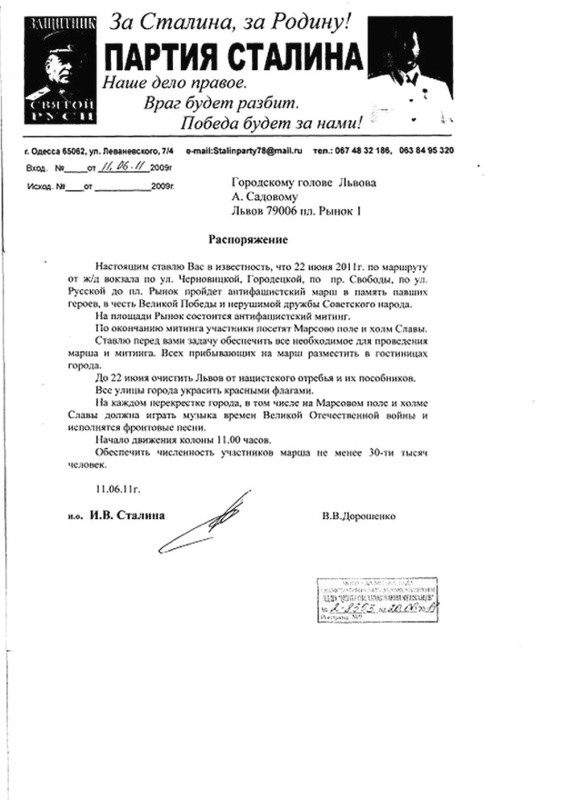 ЗАЩИТНИК
СВЯТОЙ
РУСИ
За Сталина, за Родину!
ПАРТИЯ СТАЛИНА
Наше дело правое.
Враг будет разбит.
Победа будет за нами!
г. Одесса 65062, ул. Леваневского, 7/4 e-mail:Stalinparty78@mail.ru тел.: 067 48 32 186, 063 84 95 320
Вход. №____от 11.06.11 2009г
Исход. №____от __________2009г.
Городскому голове Львова
А. Садовому
Львов 79006 пл. Рынок 1
Распоряжение
Настоящим ставлю Вас в известность, что 22 июня 2011г. по маршруту
от ж/д вокзала по ул. Черновицкой, Городецкой, по пр. Свободы, по ул.
Русской до пл. Рынок пройдет антифашистский марш в память павших
героев, в честь Великой Победы и нерушимой дружбы Советского народа.
На площади Рынок состоится антифашистский митинг.
По окончанию митинга участники посетят Марсово поле и холм Славы.
Ставлю перед вами задачу обеспечить все необходимое для проведения
марша и митинга. Всех прибывающих на марш разместить в гостиницах
города.
До 22 июня очистить Львов от нацистского отребья и их пособников.
Все улицы города украсить красными флагами.
На каждом перекрестке города, в том числе на Марсовом поле и холме
Славы должна играть музыка времен Великой Отечественной войны и
исполнятся фронтовые песни.
Начало движения колоны 11.00 часов.
Обеспечить численность участников марша не менее 30-ти тысяч
человек.
11.06.11г.
и.о. И.В. Сталина В.В.Дорошенко
№ 2-8353